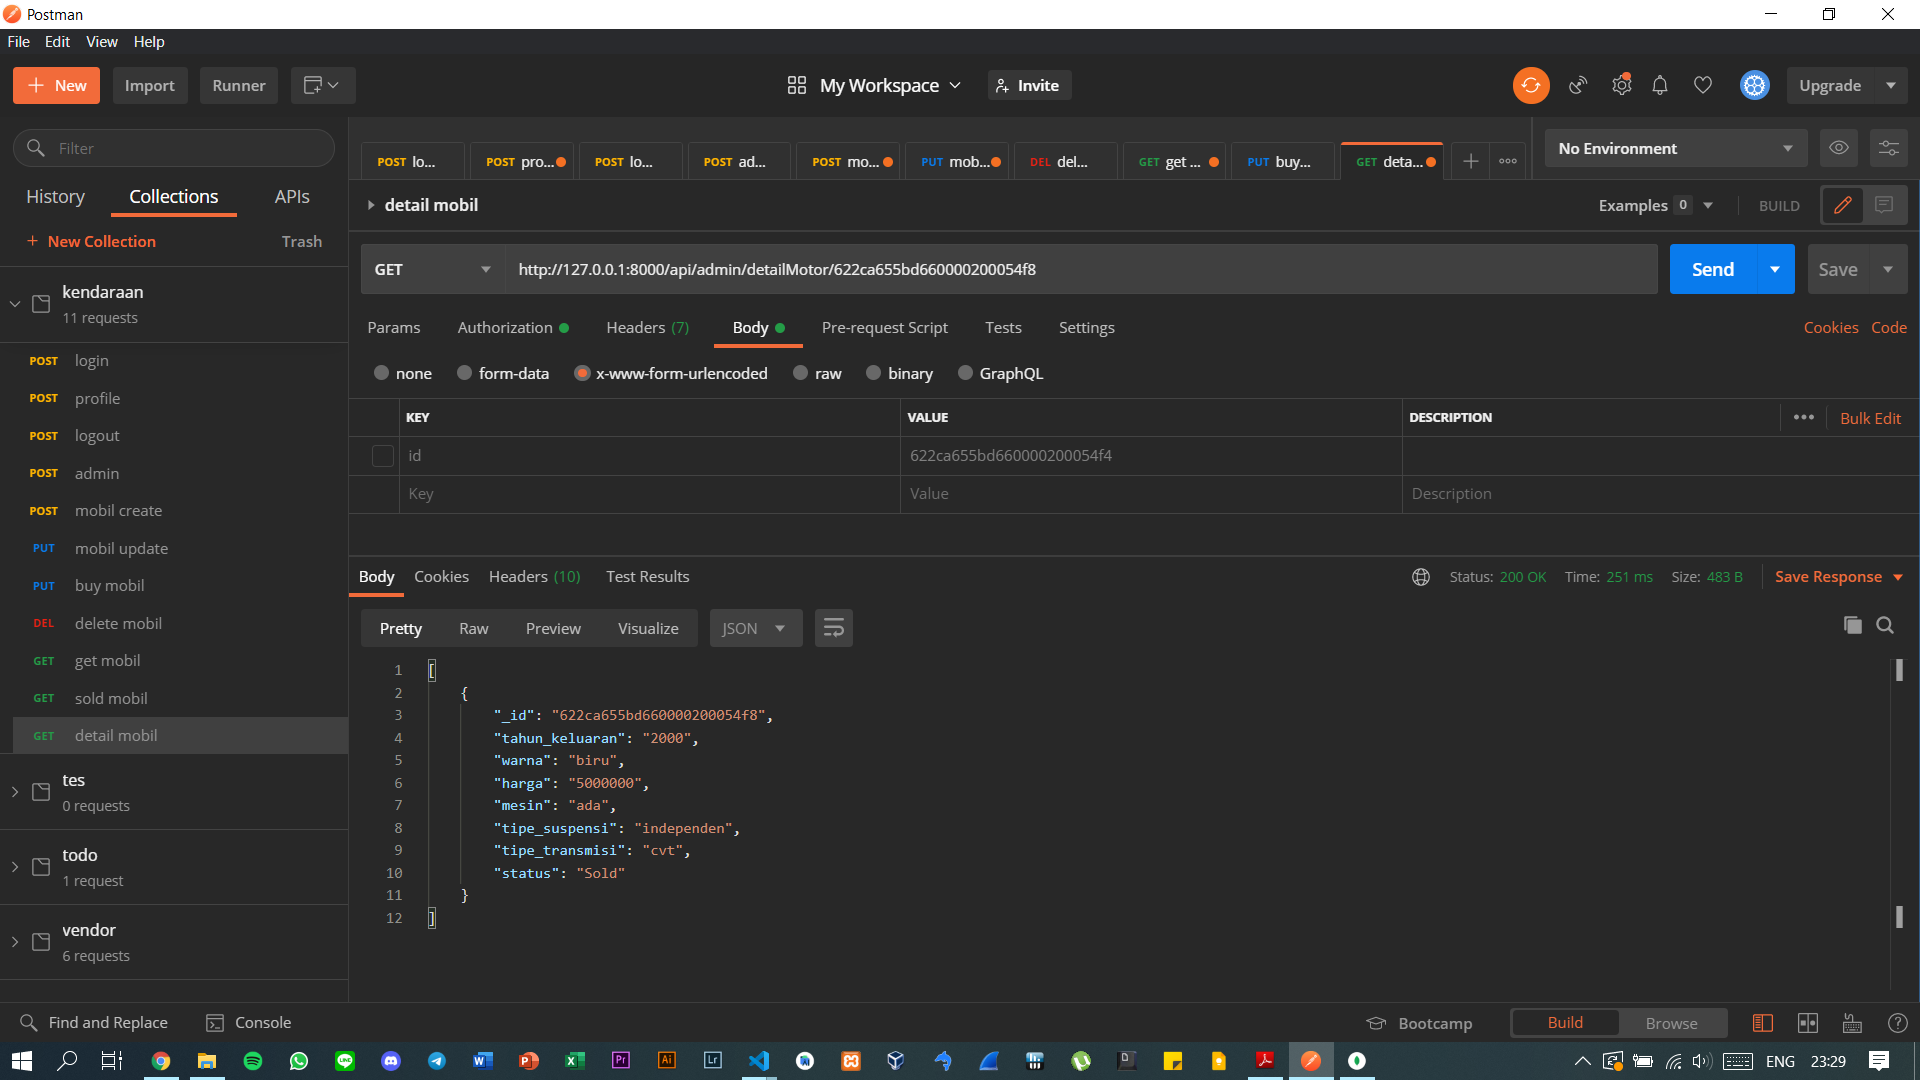 Postman
File Edit View Help
New Import Runner My Workspace Invite Upgrade
Filter
History Collections APIs
+ New Collection Trash
kendaraan
11 requests
POST login
POST profile
POST logout
POST admin
POST mobil create
PUT mobil update
PUT buy mobil
DEL delete mobil
GET get mobil
GET sold mobil
GET detail mobil
tes
0 requests
todo
1 request
vendor
6 requests
POST lo... POST pro... POST lo... POST ad... POST mo... PUT mob... DEL del... GET get ... PUT buy... GET deta...
No Environment
detail mobil
Examples 0 BUILD
GET http://127.0.0.1:8000/api/admin/detailMotor/622ca655bd660000200054f8 Send Save
Params Authorization Headers (7) Body Pre-request Script Tests Settings Cookies Code
none form-data x-www-form-urlencoded raw binary GraphQL
KEY VALUE DESCRIPTION Bulk Edit
id 622ca655bd660000200054f4
Key Value Description
Body Cookies Headers (10) Test Results Status: 200 OK Time: 251 ms Size: 483 B Save Response
Pretty Raw Preview Visualize JSON
1 [
2 {
3 "_id": "622ca655bd660000200054f8",
4 "tahun_keluaran": "2000",
5 "warna": "biru",
6 "harga": "5000000",
7 "mesin": "ada",
8 "tipe_suspensi": "independen",
9 "tipe_transmisi": "cvt",
10 "status": "Sold"
11 }
12 ]
Find and Replace Console Bootcamp Build Browse
ENG 23:29